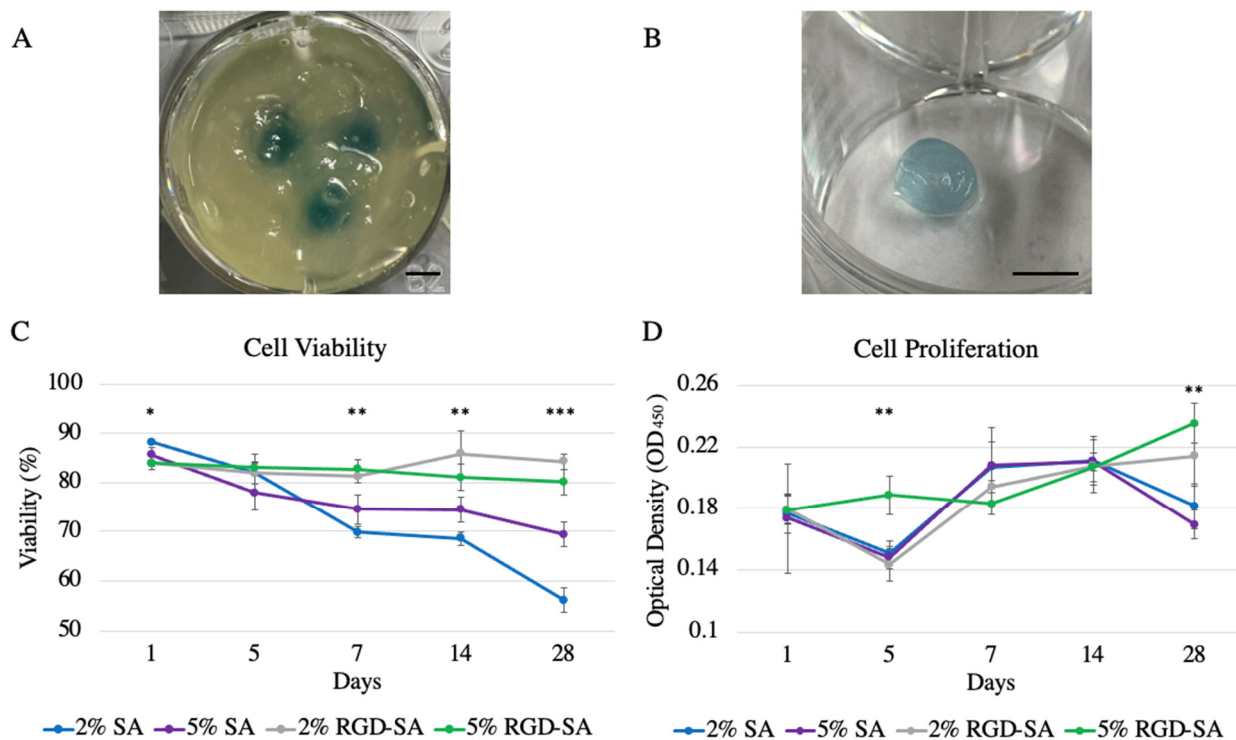 A
B
B2
C
Cell Viability
Viability (%)
100
90
80
70
60
50
*
**
**
***
1 5 7 14 28
Days
2% SA 5% SA 2% RGD-SA 5% RGD-SA
D
Cell Proliferation
Optical Density (OD450)
0.26
0.22
0.18
0.14
0.1
**
**
1 5 7 14 28
Days
2% SA 5% SA 2% RGD-SA 5% RGD-SA